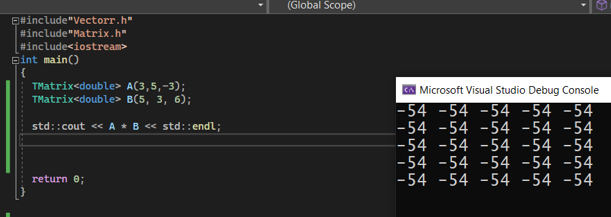 (Global Scope)
#include"Vectorr.h"
#include"Matrix.h"
#include<iostream>
int main()
{
TMatrix<double> A(3,5,-3);
TMatrix<double> B(5, 3, 6);
std::cout << A * B << std::endl;
return 0;
}
Microsoft Visual Studio Debug Console
-54 -54 -54 -54 -54
-54 -54 -54 -54 -54
-54 -54 -54 -54 -54
-54 -54 -54 -54 -54
-54 -54 -54 -54 -54